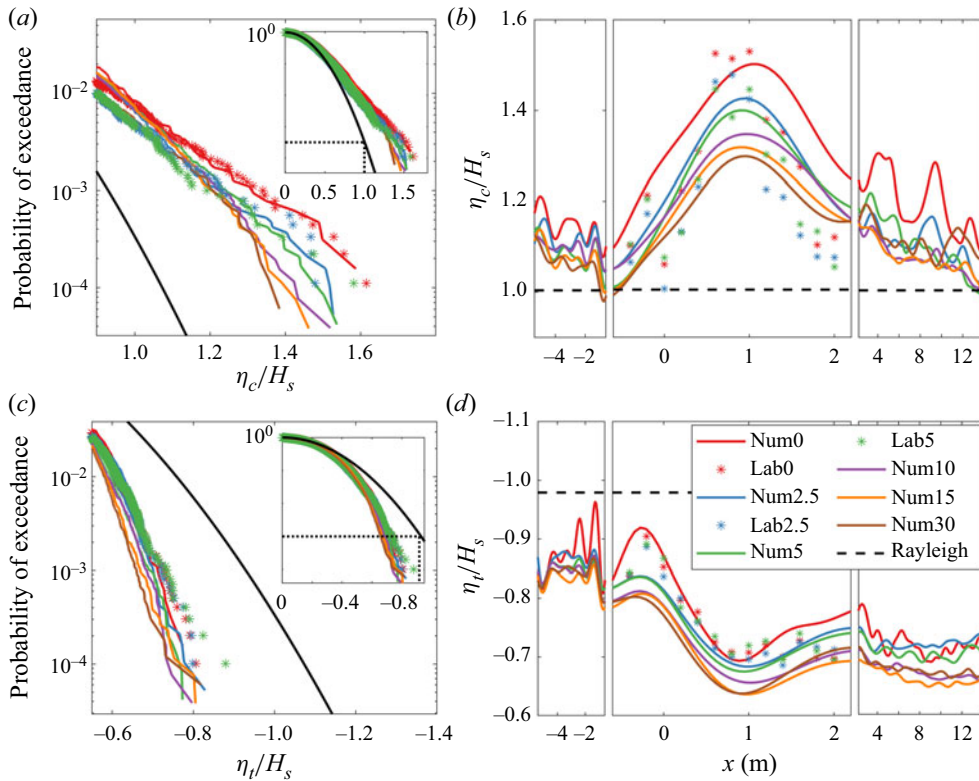 (a)
Probability of exceedance
10⁻²
10⁻³
10⁻⁴
1.0 1.2 1.4 1.6
η_c/H_s
10⁰
0 0.5 1.0 1.5
(b)
η_c/H_s
1.6
1.4
1.2
1.0
–4 –2 0 1 2 4 8 12
(c)
Probability of exceedance
10⁻²
10⁻³
10⁻⁴
–0.6 –0.8 –1.0 –1.2 –1.4
η_t/H_s
10⁰
0 –0.4 –0.8
(d)
η_t/H_s
–1.1
–1.0
–0.9
–0.8
–0.7
–0.6
–4 –2 0 1 2 4 8 12
x (m)
Num0
Lab0
Num2.5
Lab2.5
Num5
Lab5
Num10
Num15
Num30
Rayleigh